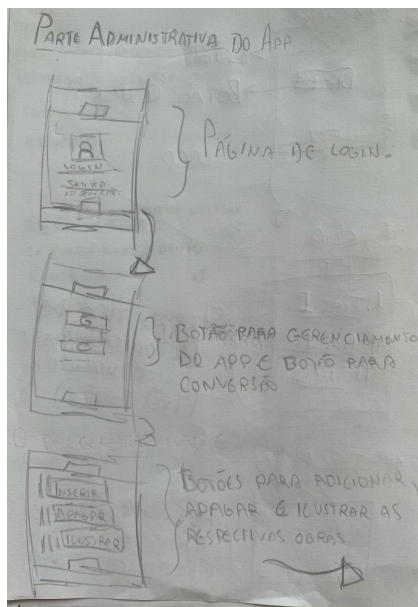 PARTE ADMINISTRATIVA DO APP
LOGIN
SENHA
PÁGINA DE LOGIN.
G
C
BOTÃO PARA GERENCIAMENTO
DO APP E BOTÃO PARA
CONVERSÃO
INSERIR
APAGAR
ILUSTRAR
BOTÕES PARA ADICIONAR,
APAGAR E ILUSTRAR AS
RESPECTIVAS OBRAS